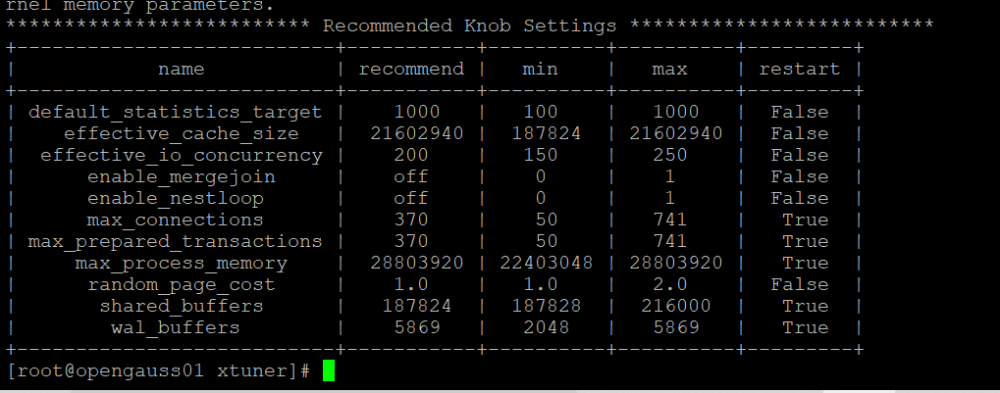 rnel memory parameters.
************************** Recommended Knob Settings **************************
+---------------------------+-----------+----------+----------+---------+
|            name           | recommend |   min    |   max    | restart |
+---------------------------+-----------+----------+----------+---------+
| default_statistics_target |    1000   |   100    |   1000   |  False  |
|    effective_cache_size   |  21602940 |  187824  | 21602940 |  False  |
|  effective_io_concurrency |    200    |   150    |   250    |  False  |
|      enable_mergejoin     |    off    |    0     |    1     |  False  |
|      enable_nestloop      |    off    |    0     |    1     |  False  |
|      max_connections      |    370    |    50    |   741    |   True  |
| max_prepared_transactions |    370    |    50    |   741    |   True  |
|     max_process_memory    |  28803920 | 22403048 | 28803920 |   True  |
|      random_page_cost     |    1.0    |   1.0    |   2.0    |  False  |
|       shared_buffers      |   187824  |  187828  |  216000  |   True  |
|        wal_buffers        |    5869   |   2048   |   5869   |   True  |
+---------------------------+-----------+----------+----------+---------+
[root@opengauss01 xtuner]#